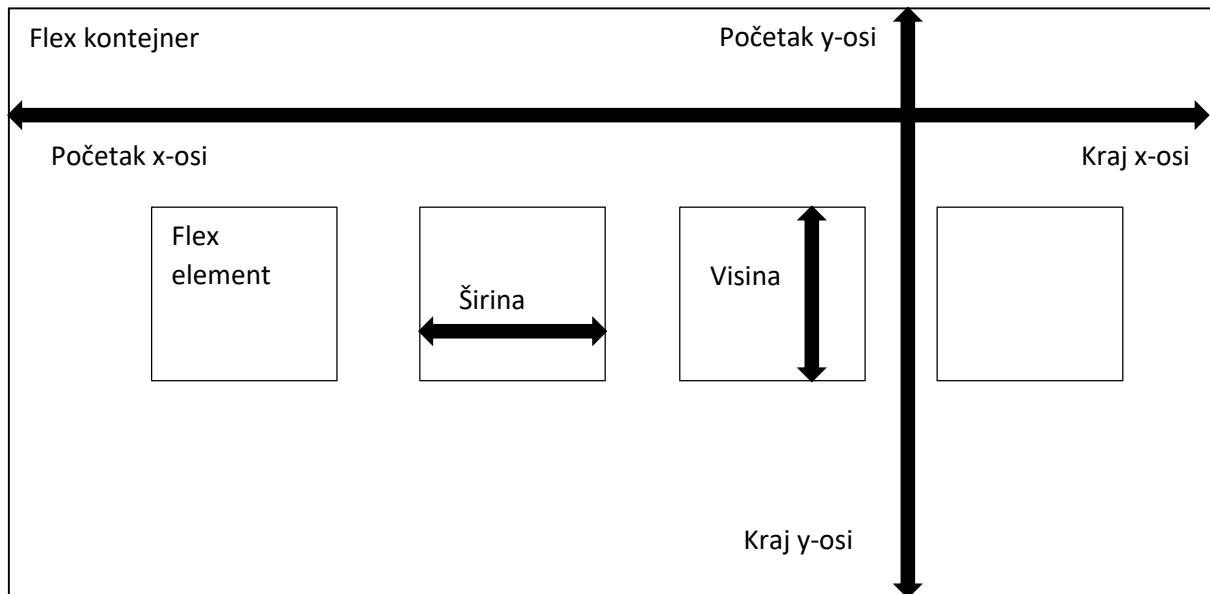 Flex kontejner
Početak y-osi
Početak x-osi
Kraj x-osi
Flex
element
Širina
Visina
Kraj y-osi